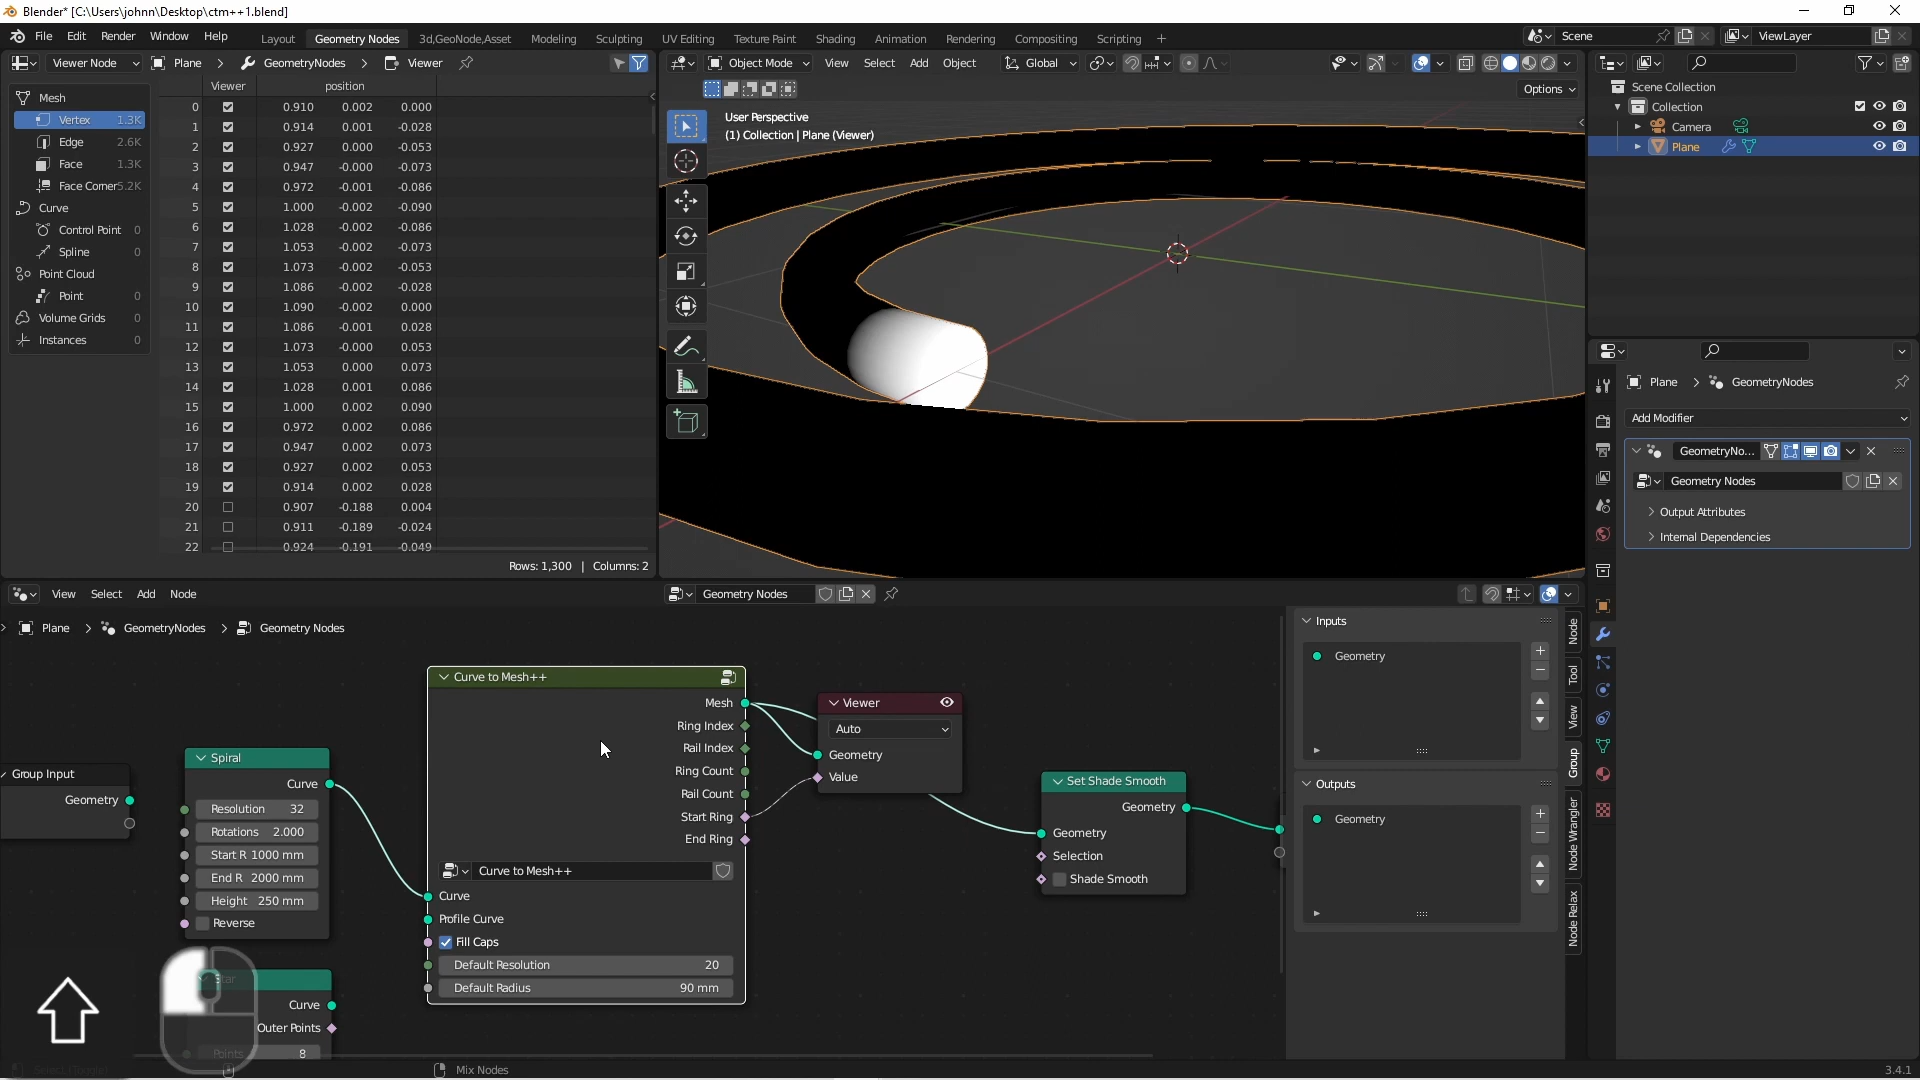 Blender* [C:\Users\johnn\Desktop\ctm++1.blend]
File Edit Render Window Help
Layout Geometry Nodes 3d,GeoNode,Asset Modeling Sculpting UV Editing Texture Paint Shading Animation Rendering Compositing Scripting +
Scene
ViewLayer
Viewer Node
Plane > GeometryNodes > Viewer
Viewer position
Mesh
Vertex 1.3K
Edge 2.6K
Face 1.3K
Face Corner 5.2K
Curve
Control Point 0
Spline 0
Point Cloud
Point 0
Volume Grids 0
Instances 0
0 0.910 0.002 0.000
1 0.914 0.001 -0.028
2 0.927 0.000 -0.053
3 0.947 -0.000 -0.073
4 0.972 -0.001 -0.086
5 1.000 -0.002 -0.090
6 1.028 -0.002 -0.086
7 1.053 -0.002 -0.073
8 1.073 -0.002 -0.053
9 1.086 -0.002 -0.028
10 1.090 -0.002 0.000
11 1.086 -0.001 0.028
12 1.073 -0.000 0.053
13 1.053 0.000 0.073
14 1.028 0.001 0.086
15 1.000 0.002 0.090
16 0.972 0.002 0.086
17 0.947 0.002 0.073
18 0.927 0.002 0.053
19 0.914 0.002 0.028
20 0.907 -0.188 0.004
21 0.911 -0.189 -0.024
22 0.924 -0.191 -0.049
Rows: 1,300 | Columns: 2
Object Mode View Select Add Object Global
Options
User Perspective
(1) Collection | Plane (Viewer)
Scene Collection
Collection
Camera
Plane
Plane > GeometryNodes
Add Modifier
GeometryNo...
Geometry Nodes
Output Attributes
Internal Dependencies
View Select Add Node
Geometry Nodes
Plane > GeometryNodes > Geometry Nodes
Group Input
Geometry
Spiral
Curve
Resolution 32
Rotations 2.000
Start R 1000 mm
End R 2000 mm
Height 250 mm
Reverse
Curve
Outer Points
Points 8
Curve to Mesh++
Mesh
Ring Index
Rail Index
Ring Count
Rail Count
Start Ring
End Ring
Curve to Mesh++
Curve
Profile Curve
Fill Caps
Default Resolution 20
Default Radius 90 mm
Viewer
Auto
Geometry
Value
Set Shade Smooth
Geometry
Geometry
Selection
Shade Smooth
Inputs
Geometry
Outputs
Geometry
Node
Tool
View
Group
Node Wrangler
Node Relax
Mix Nodes
3.4.1